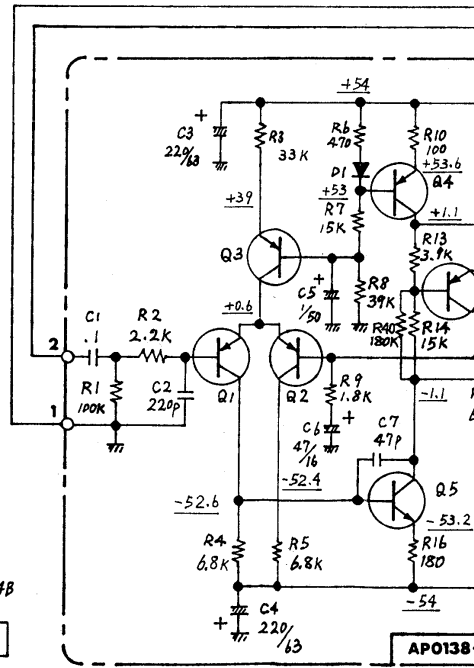 +54
C3
220/63
R3
33K
R6
470
R10
100
+53.6
D1
Q4
+39
+53
R7
15K
+1.1
R13
3.9K
Q3
+0.6
C5
1/50
R8
39K
R40
180K
R14
15K
C1
.1
R2
2.2K
2
R1
100K
C2
220p
Q1
Q2
R9
1.8K
-1.1
1
C6
47/16
C7
47P
-52.4
-52.6
Q5
-53.2
R4
6.8K
R5
6.8K
R16
180
C4
220/63
-54
4B
AP0138